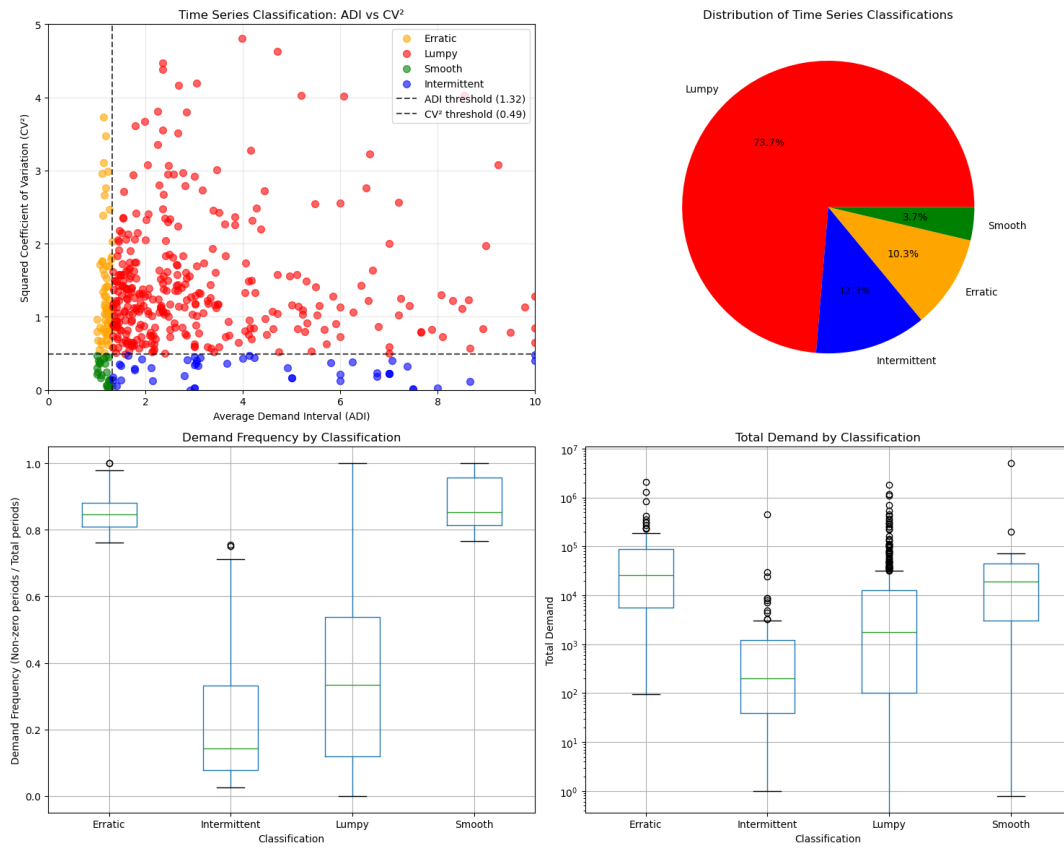 Time Series Classification: ADI vs CV²
Squared Coefficient of Variation (CV²)
5
4
3
2
1
0
0 2 4 6 8 10
Average Demand Interval (ADI)
Erratic
Lumpy
Smooth
Intermittent
ADI threshold (1.32)
CV² threshold (0.49)
Distribution of Time Series Classifications
Lumpy
73.7%
Smooth
3.7%
10.3%
Erratic
12.3%
Intermittent
Demand Frequency by Classification
Demand Frequency (Non-zero periods / Total periods)
1.0
0.8
0.6
0.4
0.2
0.0
Erratic Intermittent Lumpy Smooth
Classification
Total Demand by Classification
Total Demand
10⁷
10⁶
10⁵
10⁴
10³
10²
10¹
10⁰
Erratic Intermittent Lumpy Smooth
Classification